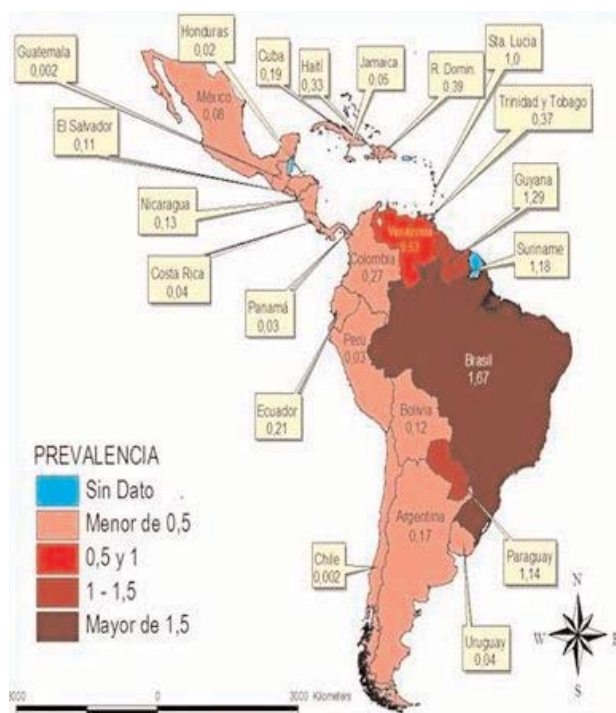 Honduras
0,02
Guatemala
0,002
Cuba
0,19
Haití
0,33
Jamaica
0,05
R. Domin.
0,39
Sta. Lucia
1,0
México
0,08
Trinidad y Tobago
0,37
El Salvador
0,11
Guyana
1,29
Nicaragua
0,13
Suriname
1,18
Costa Rica
0,04
Colombia
0,27
Panamá
0,03
Perú
0,03
Brasil
1,67
Ecuador
0,21
Bolivia
0,12
Argentina
0,17
Chile
0,002
Paraguay
1,14
Uruguay
0,04
PREVALENCIA
Sin Dato
Menor de 0,5
0,5 y 1
1 - 1,5
Mayor de 1,5
N
W
S
0
3000 Kilometers